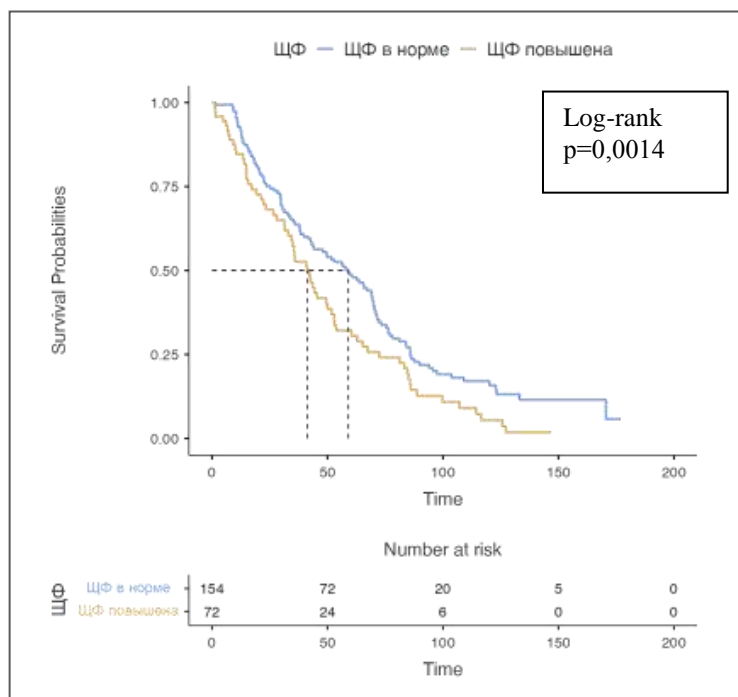 ЩФ ЩФ в норме ЩФ повышена
Log-rank
p=0,0014
Survival Probabilities
1.00
0.75
0.50
0.25
0.00
0 50 100 150 200
Time
Number at risk
ЩФ
ЩФ в норме 154 72 20 5 0
ЩФ повышена 72 24 6 0 0
0 50 100 150 200
Time